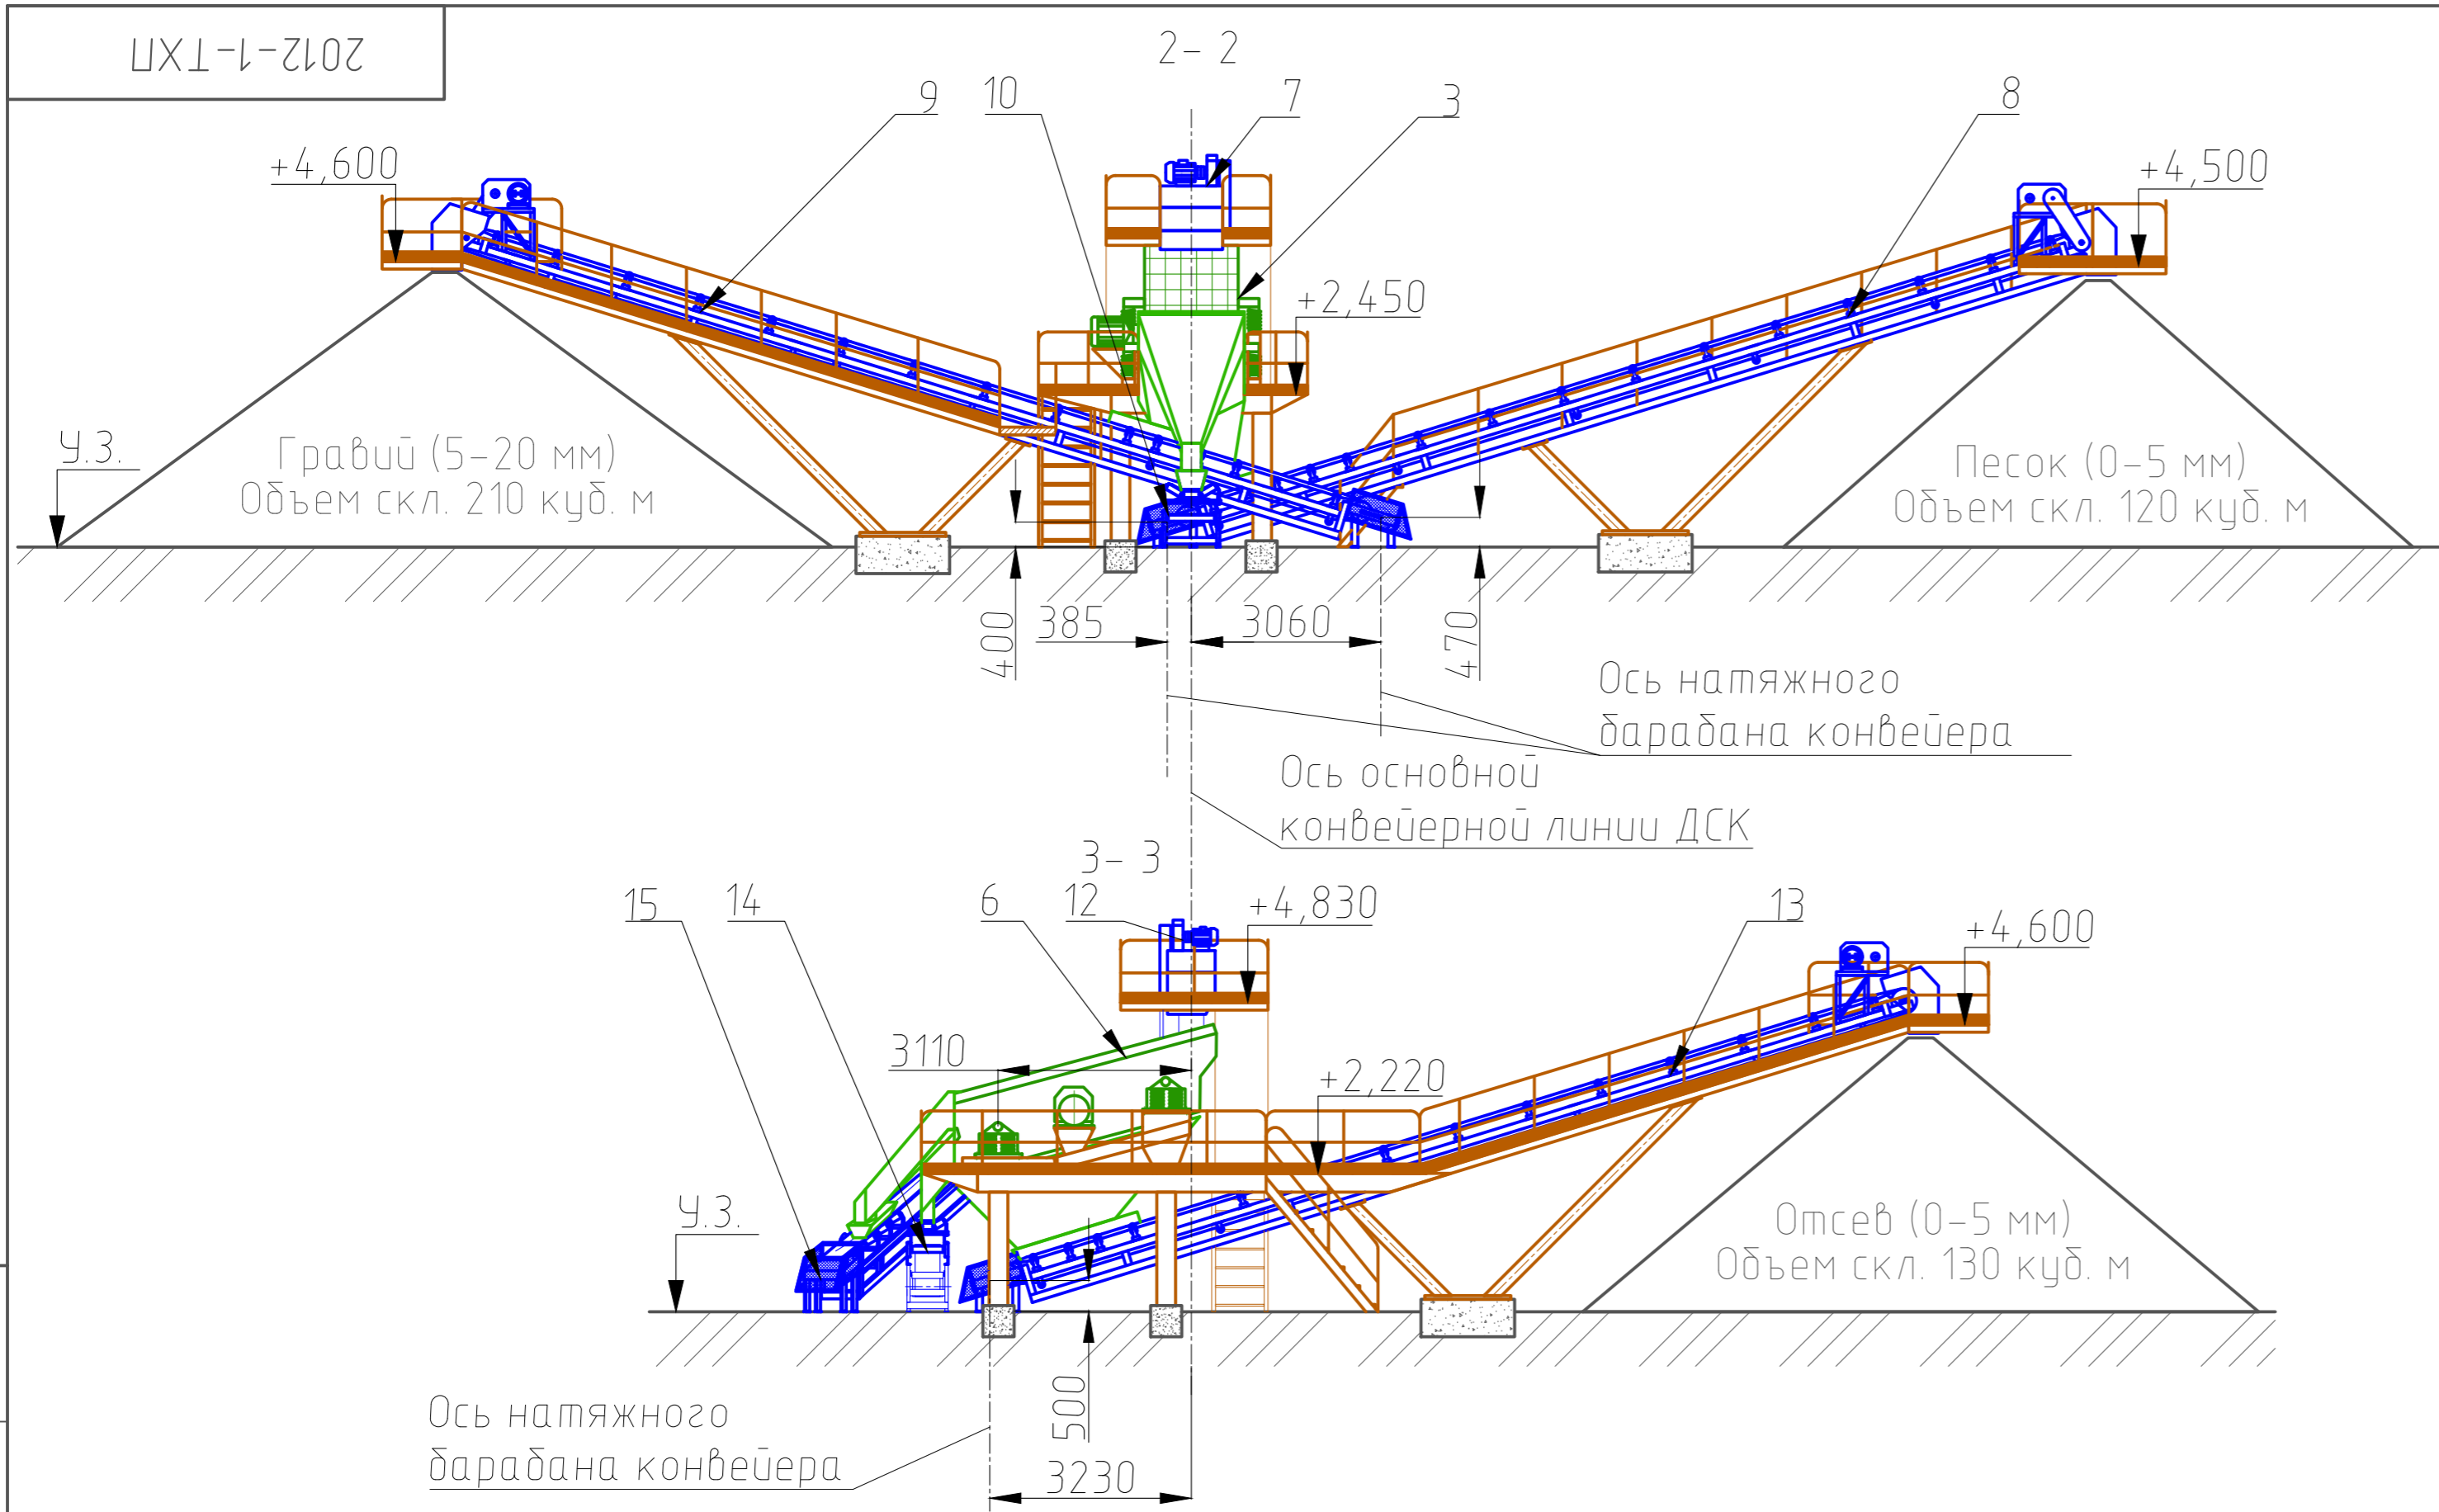 2012-1-ТХП
2- 2
9
10
7
3
8
+4,600
+4,500
+2,450
У.З.
Гравий (5-20 мм)
Объем скл. 210 куб. м
Песок (0-5 мм)
Объем скл. 120 куб. м
400
385
3060
470
Ось натяжного
барабана конвейера
Ось основной
конвейерной линии ДСК
3- 3
15
14
6
12
+4,830
13
+4,600
3110
+2,220
У.З.
Отсев (0-5 мм)
Объем скл. 130 куб. м
500
Ось натяжного
барабана конвейера
3230